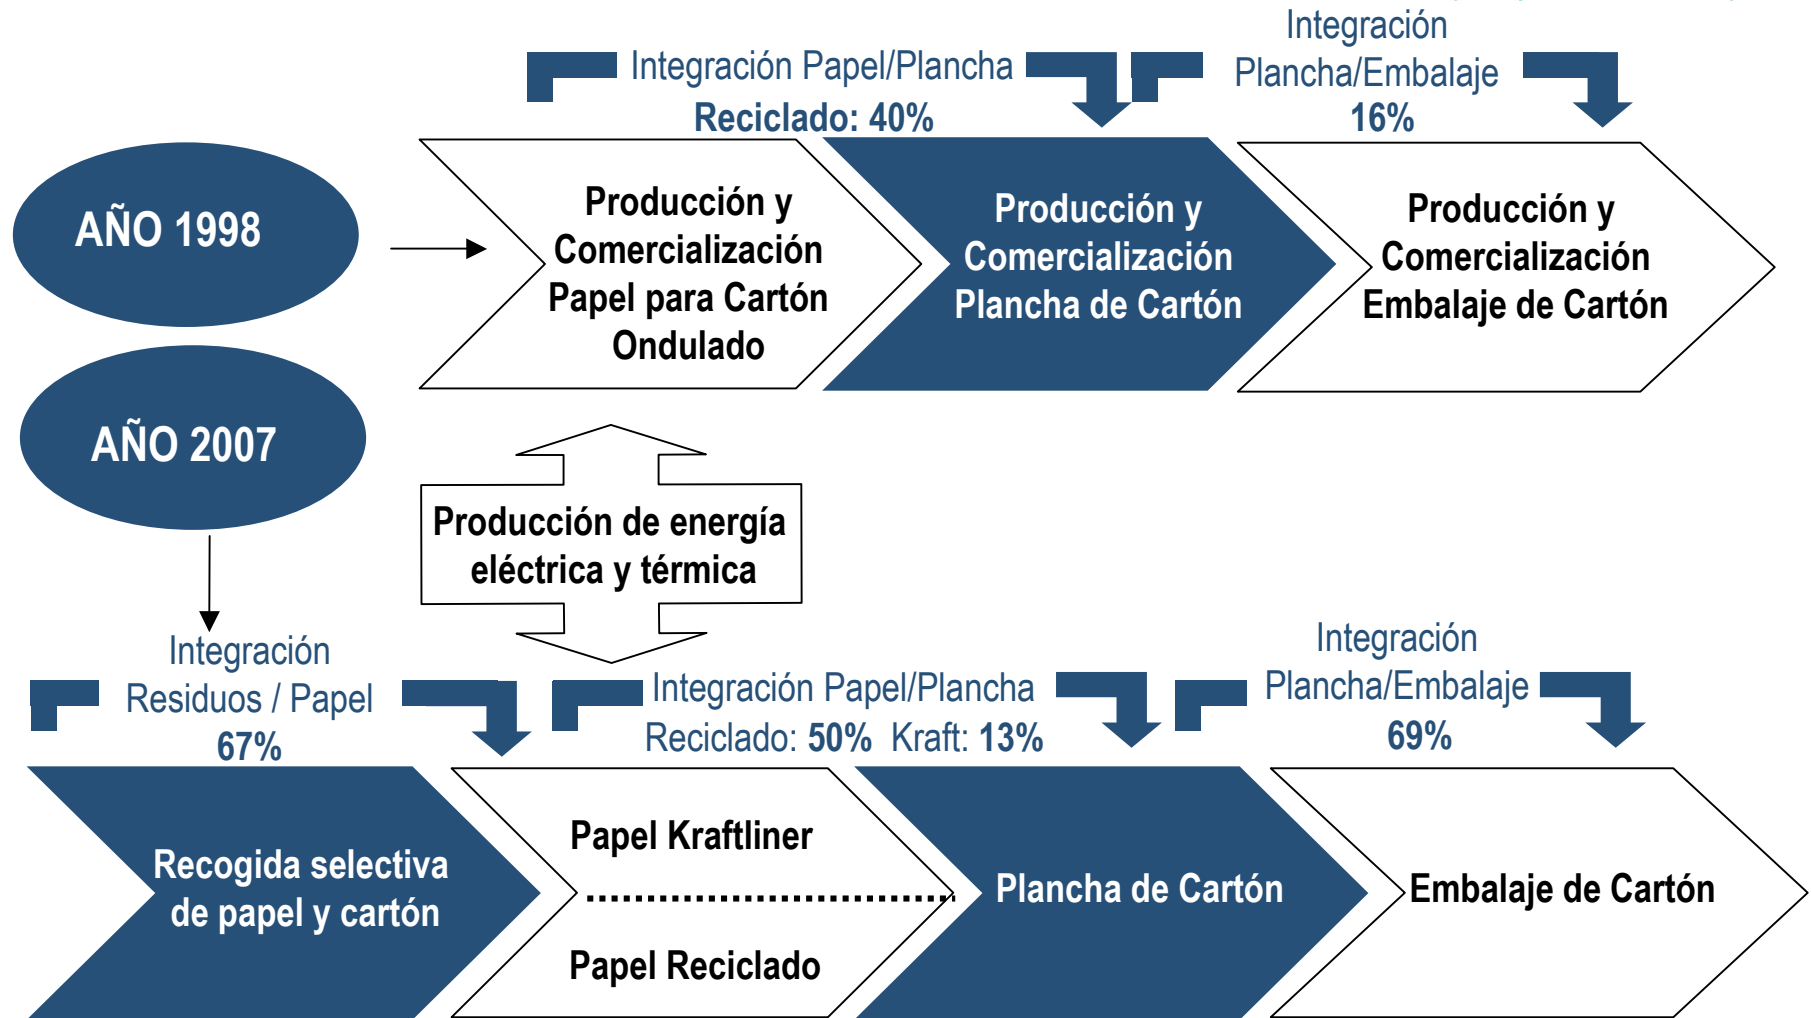 Integración Papel/Plancha
Reciclado: 40%
Integración
Plancha/Embalaje
16%
AÑO 1998
Producción y
Comercialización
Papel para Cartón
Ondulado
Producción y
Comercialización
Plancha de Cartón
Producción y
Comercialización
Embalaje de Cartón
AÑO 2007
Producción de energía
eléctrica y térmica
Integración
Residuos / Papel
67%
Integración Papel/Plancha
Reciclado: 50% Kraft: 13%
Integración
Plancha/Embalaje
69%
Recogida selectiva
de papel y cartón
Papel Kraftliner
Papel Reciclado
Plancha de Cartón
Embalaje de Cartón